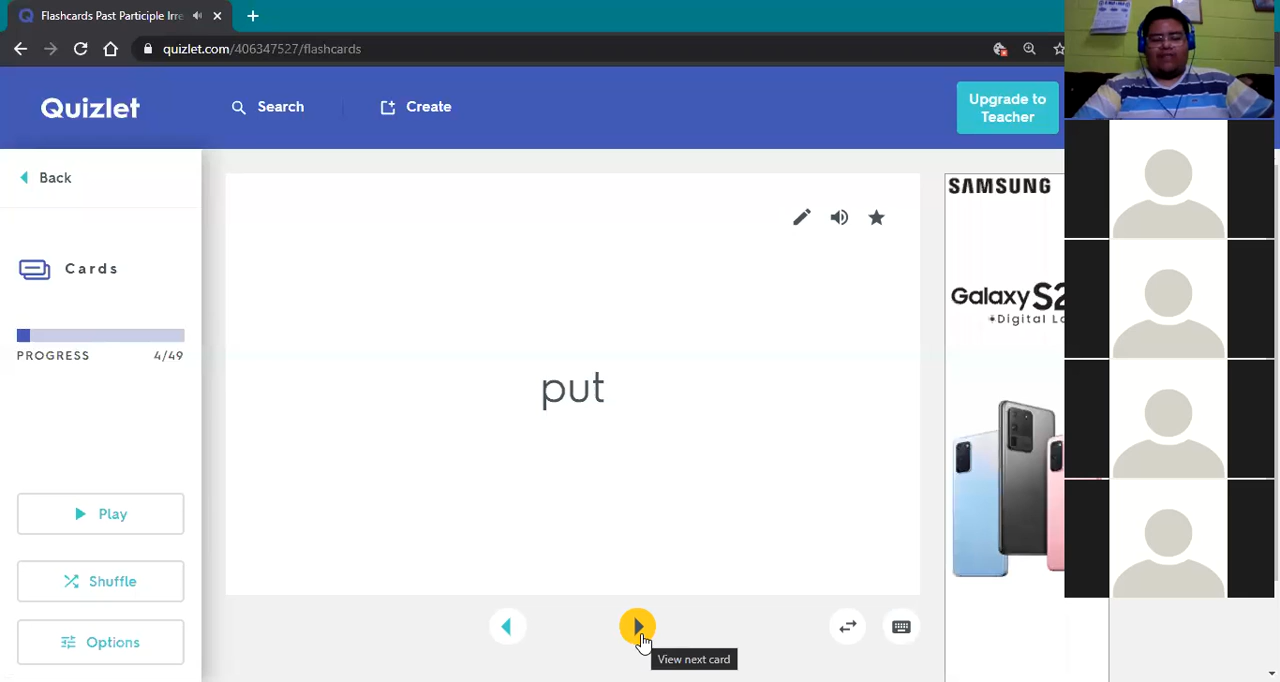 Flashcards Past Participle Irre
quizlet.com/406347527/flashcards
Quizlet
Search
Create
Upgrade to
Teacher
Back
Cards
PROGRESS 4/49
Play
Shuffle
Options
put
View next card
SAMSUNG
Galaxy S2
Digital